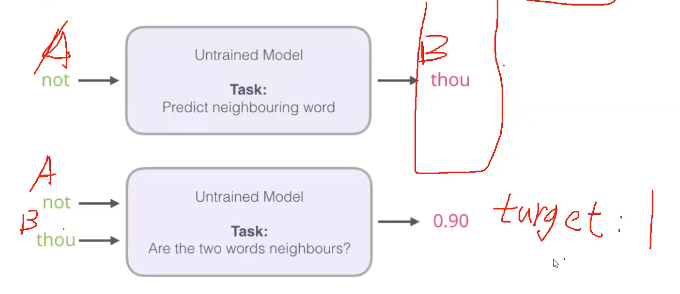 A
B
Untrained Model
Task:
not
thou
Predict neighbouring word
A
not
Untrained Model
B
Task:
0.90
target: 1
thou
Are the two words neighbours?